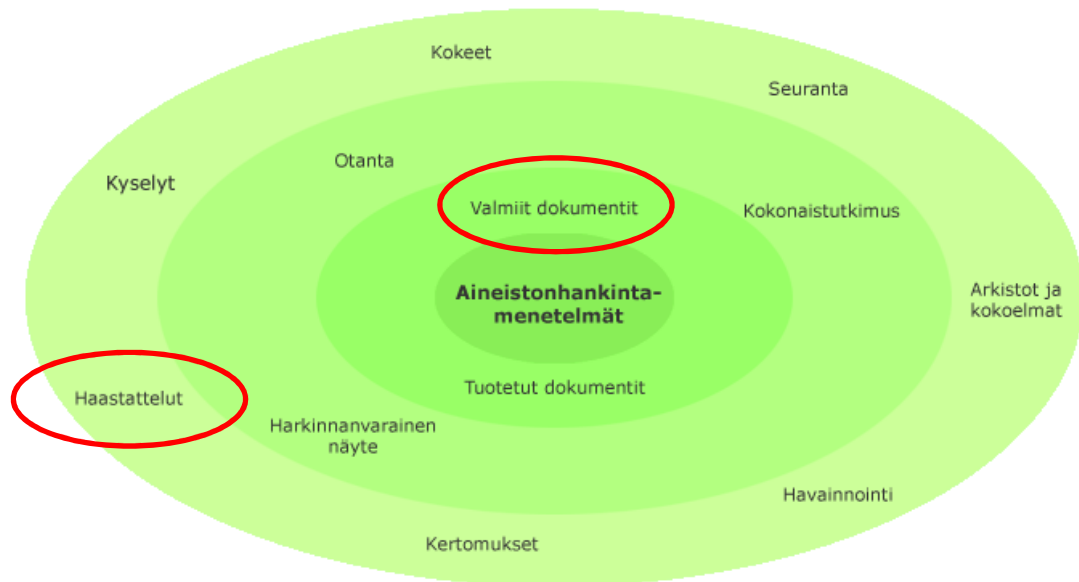 Kokeet
Seuranta
Otanta
Kyselyt
Valmiit dokumentit
Kokonaistutkimus
Aineistonhankinta-
menetelmät
Arkistot ja
kokoelmat
Tuotetut dokumentit
Haastattelut
Harkinnanvarainen
näyte
Havainnointi
Kertomukset